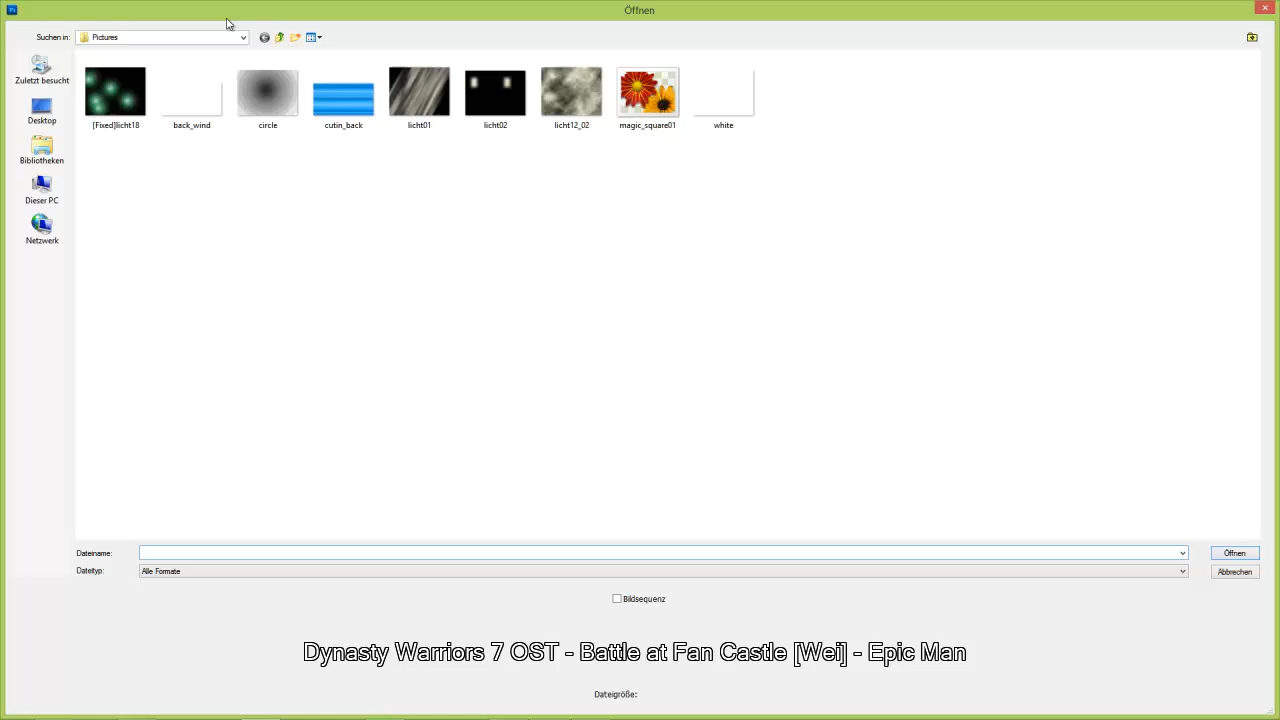 Öffnen
Suchen in:
Pictures
Zuletzt besucht
Desktop
Bibliotheken
Dieser PC
Netzwerk
[Fixed]licht18
back_wind
circle
cutin_back
licht01
licht02
licht12_02
magic_square01
white
Dateiname:
Öffnen
Dateityp:
Alle Formate
Abbrechen
Bildsequenz
Dynasty Warriors 7 OST - Battle at Fan Castle [Wei] - Epic Man
Dateigröße: